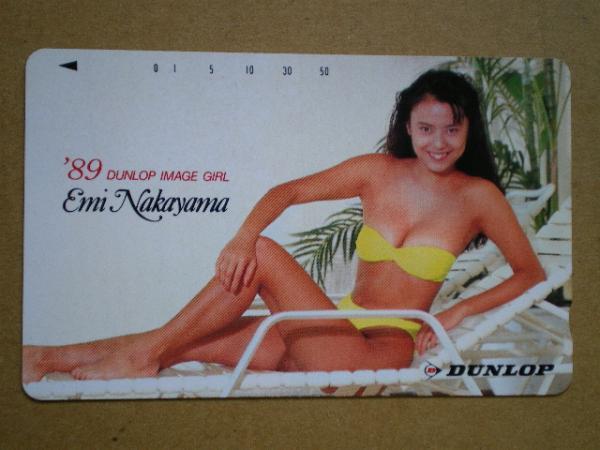 0 1 5 10 30 50
'89 DUNLOP IMAGE GIRL
Emi Nakayama
DUNLOP